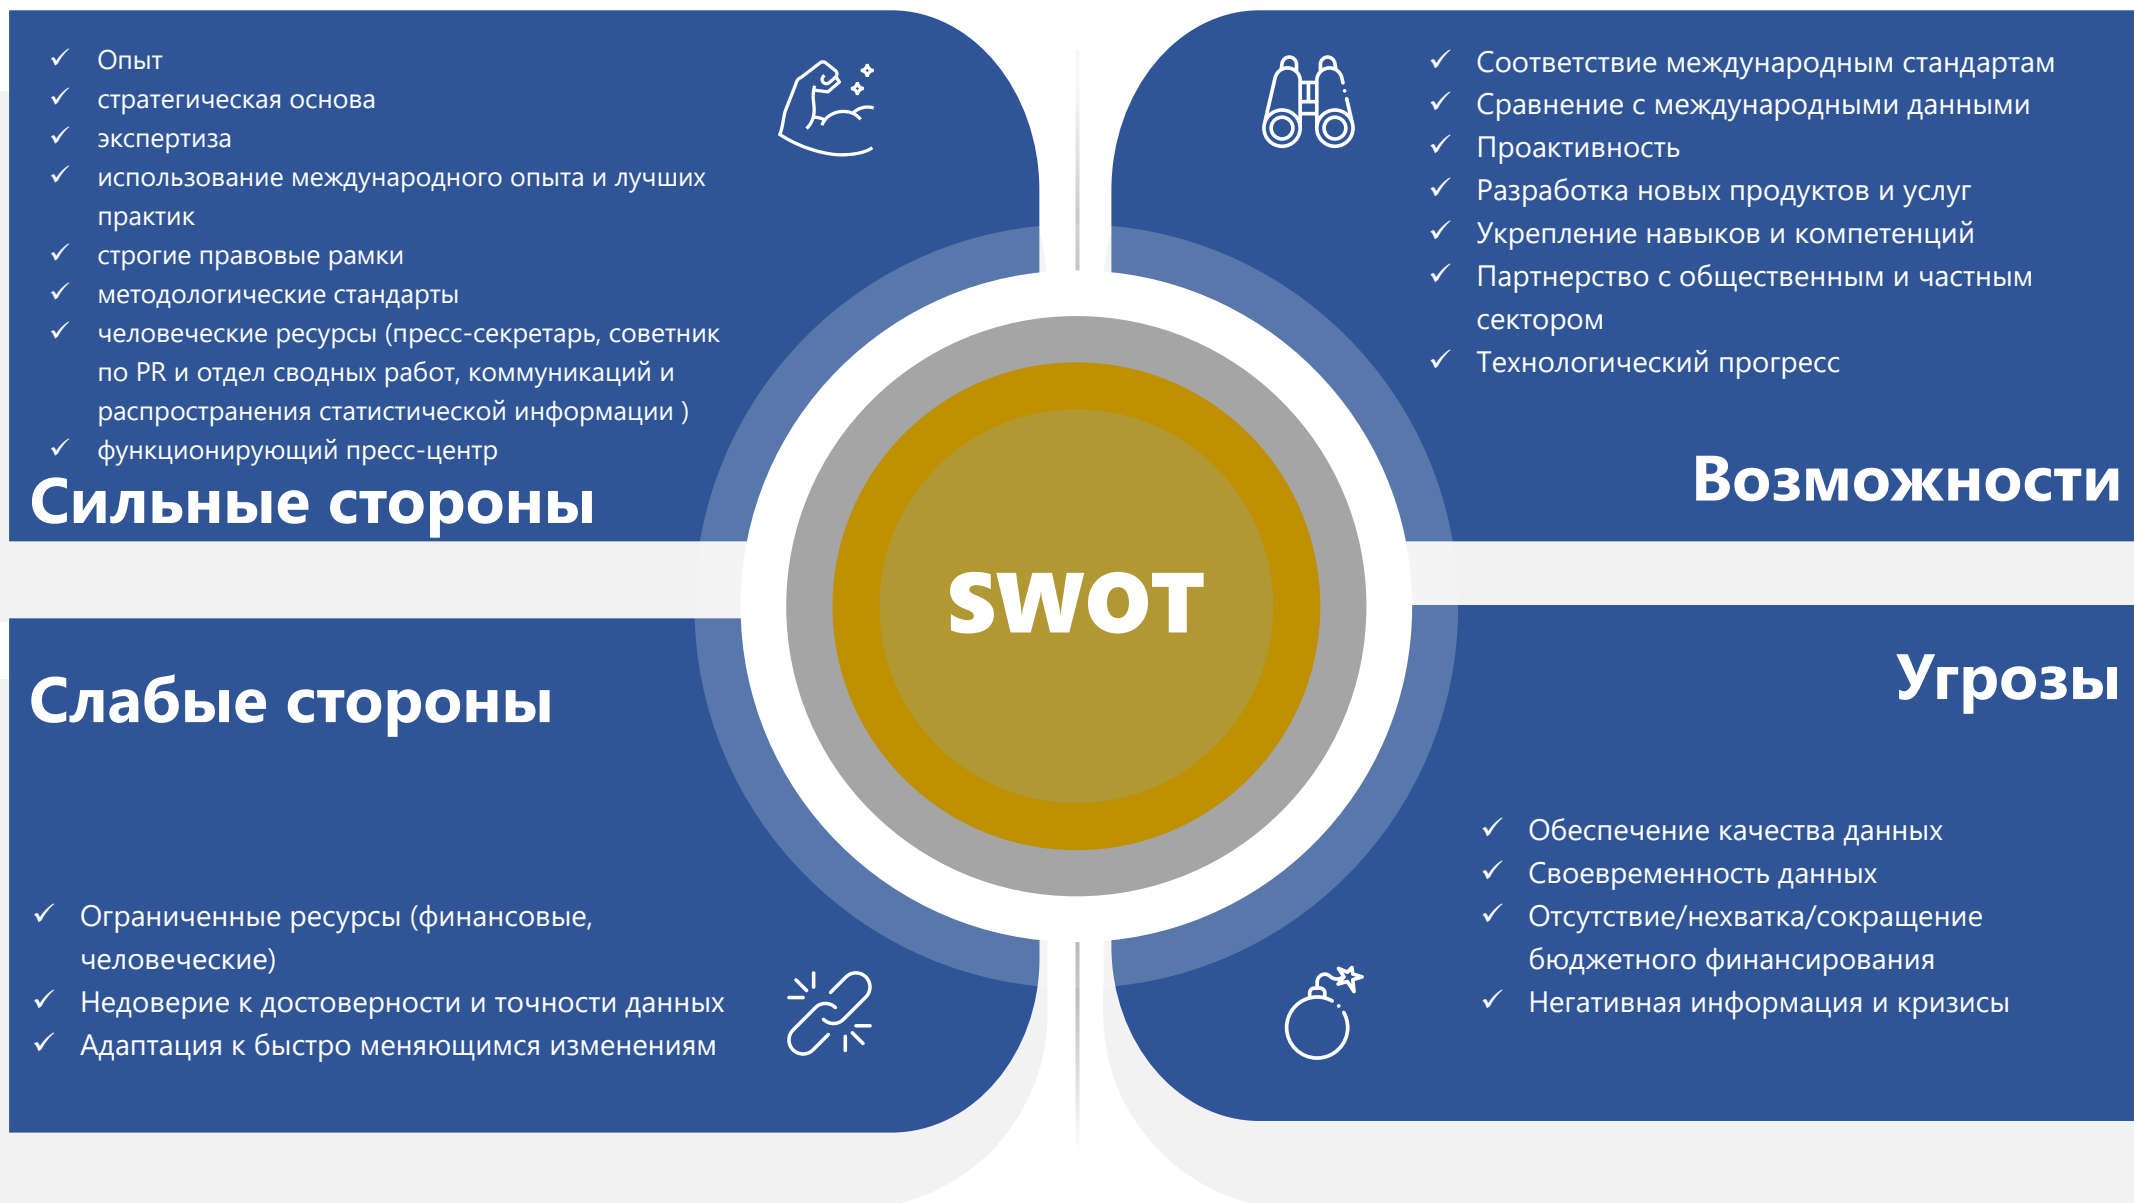 Опыт
стратегическая основа
экспертиза
использование международного опыта и лучших
практик
строгие правовые рамки
методологические стандарты
человеческие ресурсы (пресс-секретарь, советник
по PR и отдел сводных работ, коммуникаций и
распространения статистической информации )
функционирующий пресс-центр
Сильные стороны
Соответствие международным стандартам
Сравнение с международными данными
Проактивность
Разработка новых продуктов и услуг
Укрепление навыков и компетенций
Партнерство с общественным и частным
сектором
Технологический прогресс
Возможности
SWOT
Слабые стороны
Ограниченные ресурсы (финансовые,
человеческие)
Недоверие к достоверности и точности данных
Адаптация к быстро меняющимся изменениям
Угрозы
Обеспечение качества данных
Своевременность данных
Отсутствие/нехватка/сокращение
бюджетного финансирования
Негативная информация и кризисы